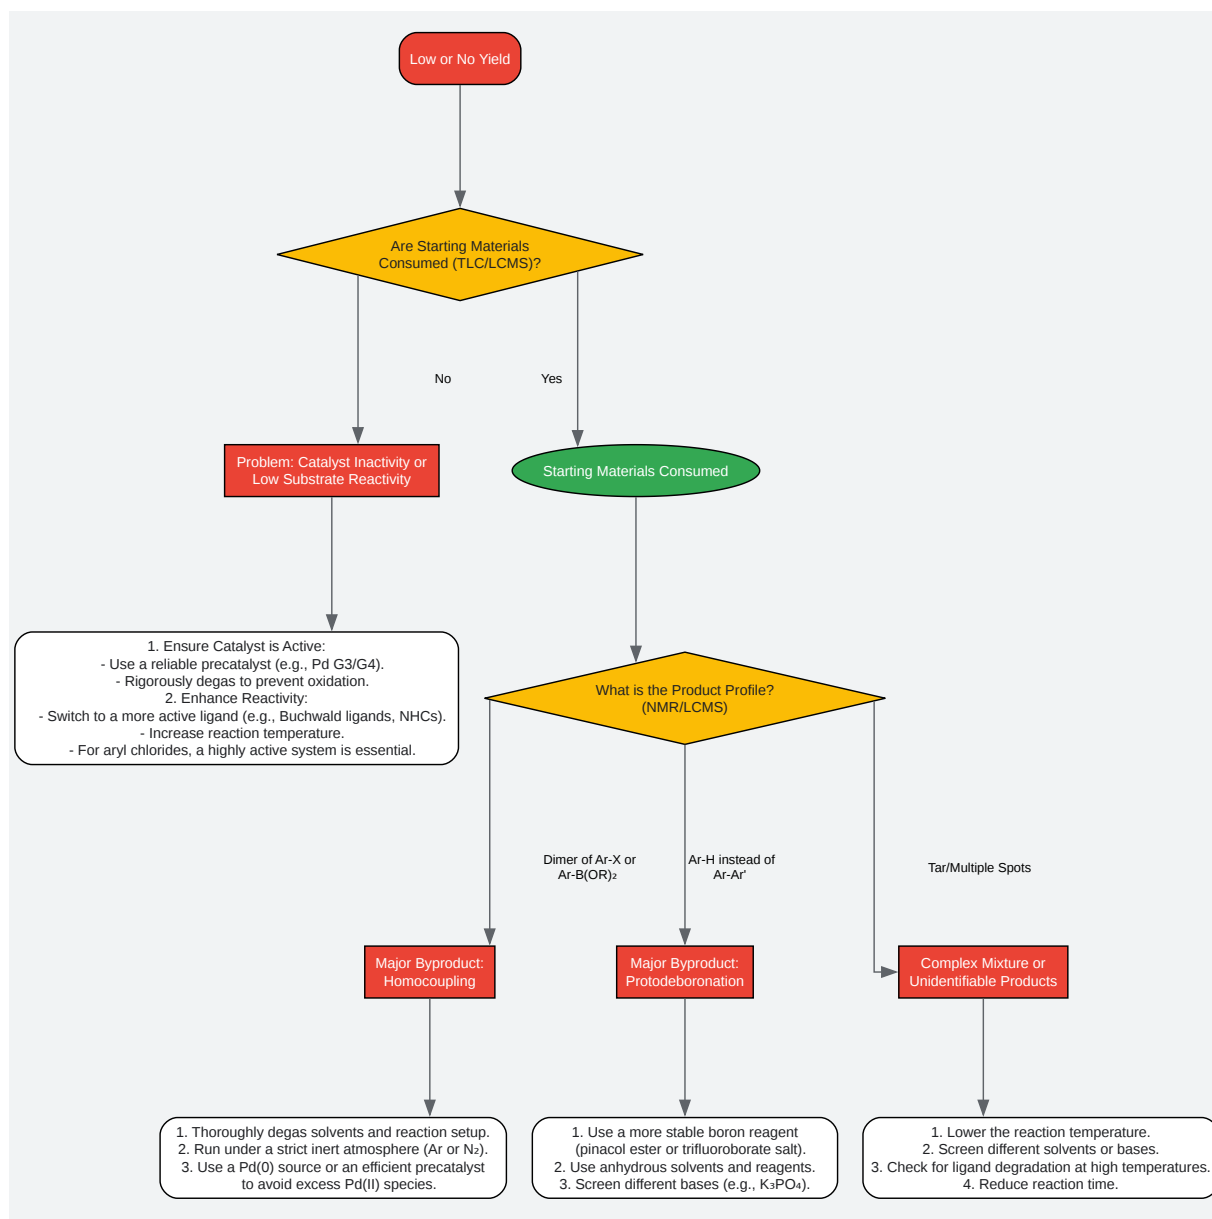 Low or No Yield
Are Starting Materials
Consumed (TLC/LCMS)?
No
Yes
Problem: Catalyst Inactivity or
Low Substrate Reactivity
Starting Materials Consumed
1. Ensure Catalyst is Active:
- Use a reliable precatalyst (e.g., Pd G3/G4).
- Rigorously degas to prevent oxidation.
2. Enhance Reactivity:
- Switch to a more active ligand (e.g., Buchwald ligands, NHCs).
- Increase reaction temperature.
- For aryl chlorides, a highly active system is essential.
What is the Product Profile?
(NMR/LCMS)
Dimer of Ar-X or
Ar-B(OR)₂
Ar-H instead of
Ar-Ar'
Tar/Multiple Spots
Major Byproduct:
Homocoupling
Major Byproduct:
Protodeboronation
Complex Mixture or
Unidentifiable Products
1. Thoroughly degas solvents and reaction setup.
2. Run under a strict inert atmosphere (Ar or N₂).
3. Use a Pd(0) source or an efficient precatalyst
to avoid excess Pd(II) species.
1. Use a more stable boron reagent
(pinacol ester or trifluoroborate salt).
2. Use anhydrous solvents and reagents.
3. Screen different bases (e.g., K₃PO₄).
1. Lower the reaction temperature.
2. Screen different solvents or bases.
3. Check for ligand degradation at high temperatures.
4. Reduce reaction time.